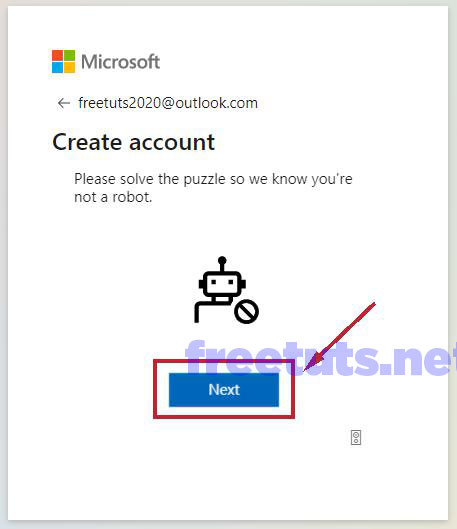 Microsoft
freetuts2020@outlook.com
Create account
Please solve the puzzle so we know you're
not a robot.
freetuts.net
Next